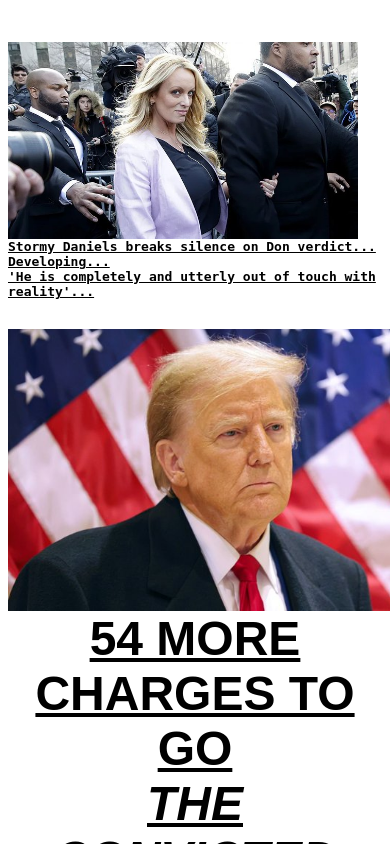 Stormy Daniels breaks silence on Don verdict...
Developing...
'He is completely and utterly out of touch with
reality'...
54 MORE
CHARGES TO
GO
THE
CONVICTED